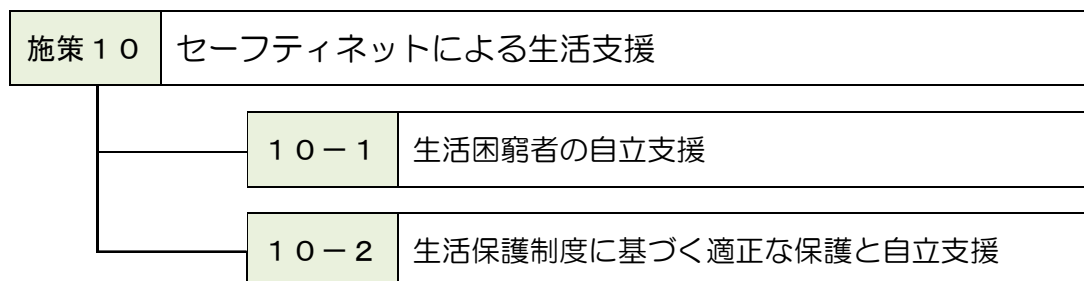 施策１０ セーフティネットによる生活支援
１０－１ 生活困窮者の自立支援
１０－２ 生活保護制度に基づく適正な保護と自立支援